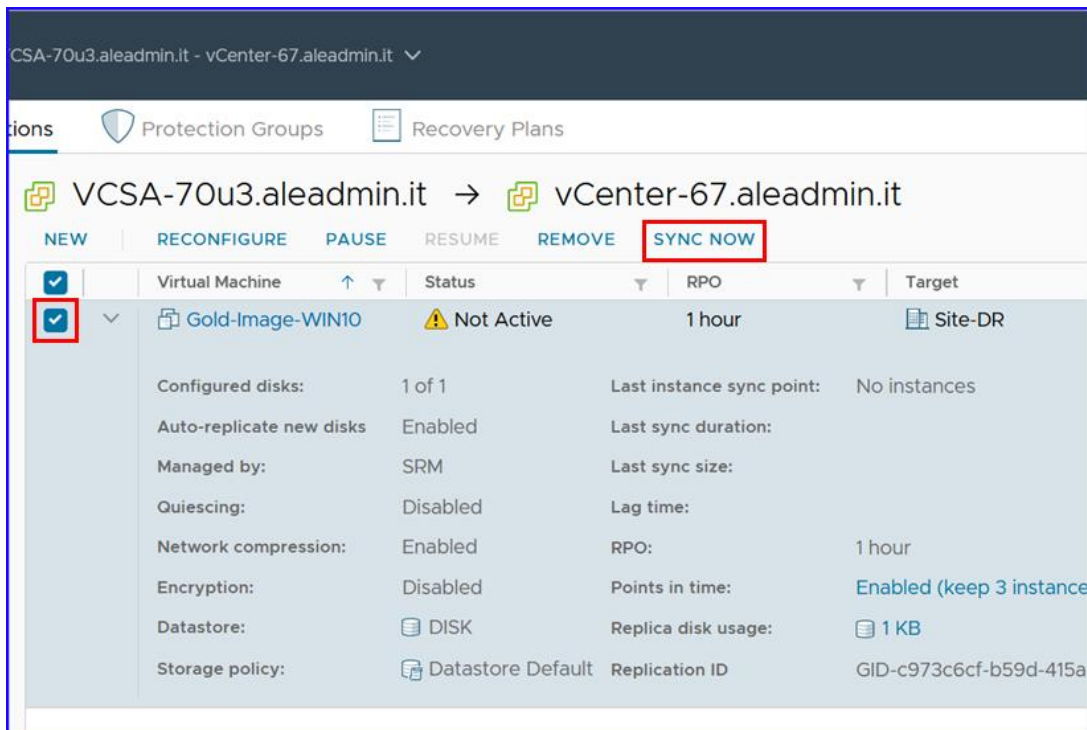 CSA-70u3.aleadmin.it - vCenter-67.aleadmin.it
tions Protection Groups Recovery Plans
VCSA-70u3.aleadmin.it → vCenter-67.aleadmin.it
NEW RECONFIGURE PAUSE RESUME REMOVE SYNC NOW
Virtual Machine ↑ Status RPO Target
Gold-Image-WIN10 Not Active 1 hour Site-DR
Configured disks: 1 of 1 Last instance sync point: No instances
Auto-replicate new disks Enabled Last sync duration:
Managed by: SRM Last sync size:
Quiescing: Disabled Lag time:
Network compression: Enabled RPO: 1 hour
Encryption: Disabled Points in time: Enabled (keep 3 instance
Datastore: DISK Replica disk usage: 1 KB
Storage policy: Datastore Default Replication ID GID-c973c6cf-b59d-415a